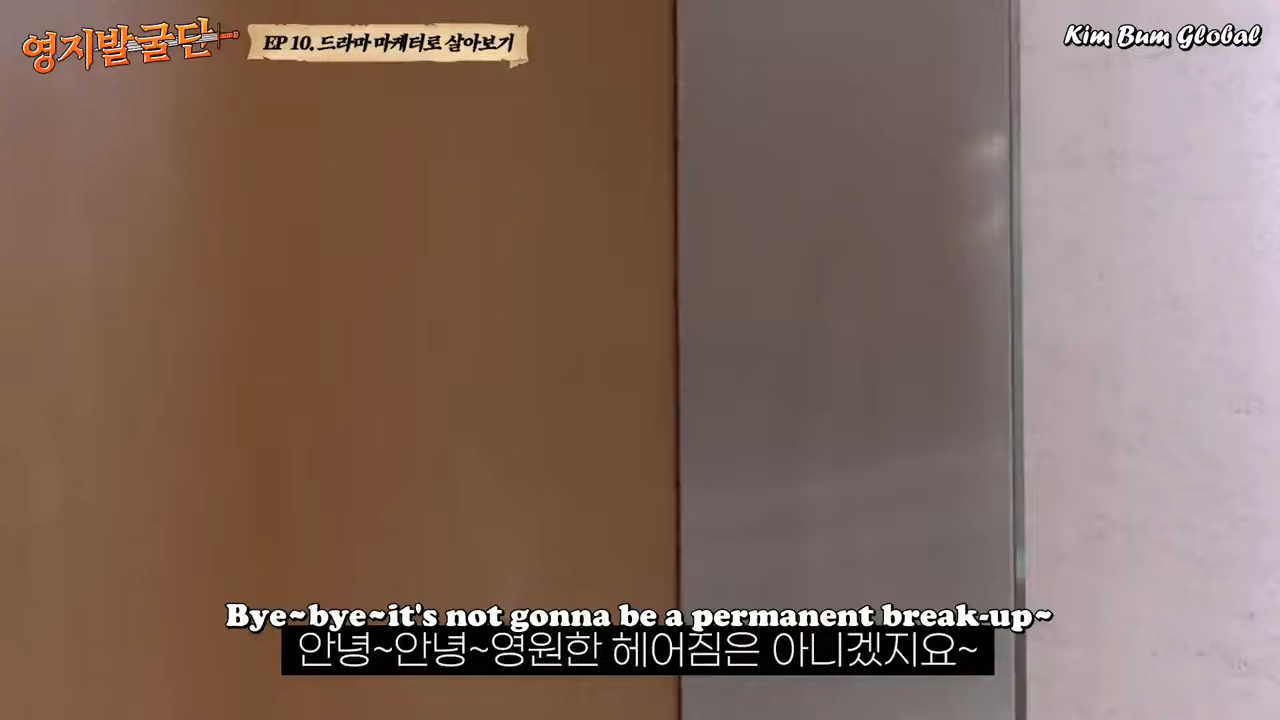 영지발굴단
EP 10. 드라마 마케터로 살아보기
Kim Bum Global
Bye~bye~it's not gonna be a permanent break-up~
안녕~안녕~영원한 헤어짐은 아니겠지요~